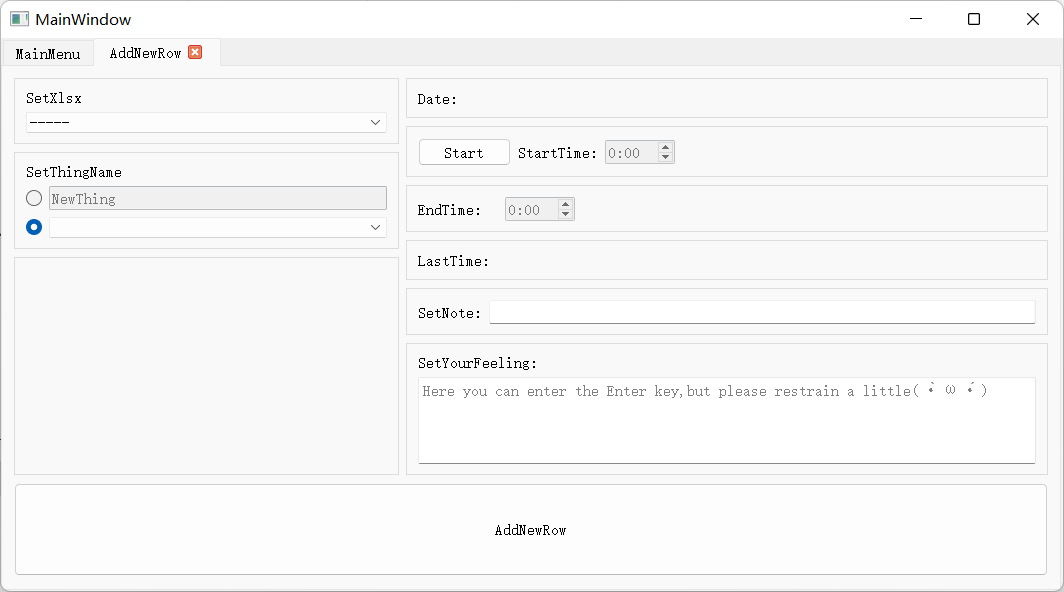 MainWindow
MainMenu AddNewRow
SetXlsx
-----
SetThingName
NewThing
Date:
Start StartTime: 0:00
EndTime: 0:00
LastTime:
SetNote:
SetYourFeeling:
Here you can enter the Enter key,but please restrain a little( •̀ ω •́ )
AddNewRow